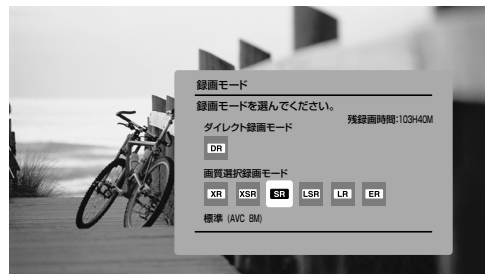 録画モード
録画モードを選んでください。
残録画時間:103H40M
ダイレクト録画モード
DR
画質選択録画モード
XR XSR SR LSR LR ER
標準 (AVC 8M)